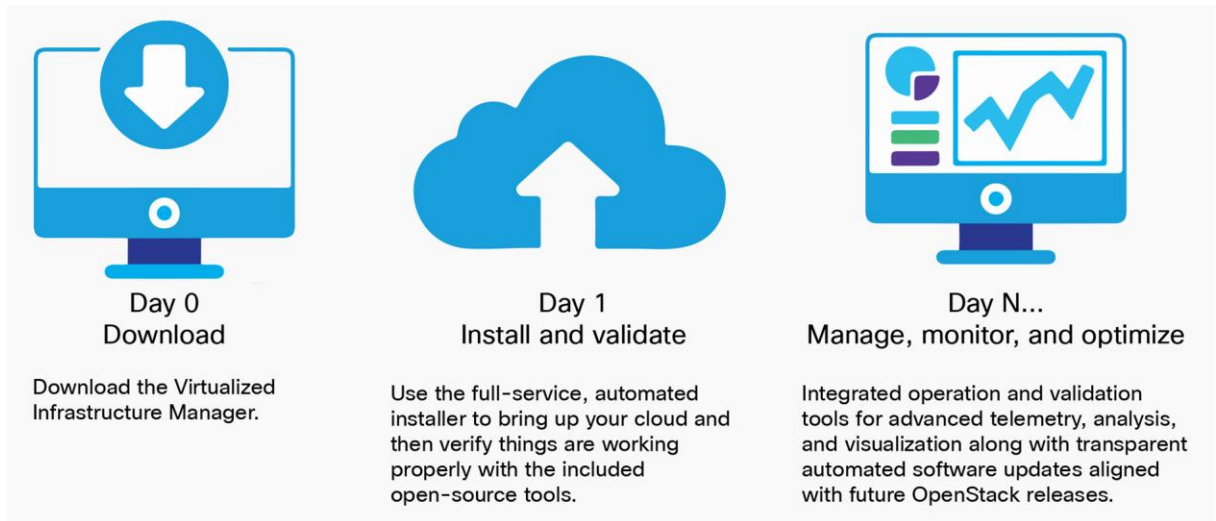 Day 0
Download
Download the Virtualized
Infrastructure Manager.
Day 1
Install and validate
Use the full-service, automated
installer to bring up your cloud and
then verify things are working
properly with the included
open-source tools.
Day N...
Manage, monitor, and optimize
Integrated operation and validation
tools for advanced telemetry, analysis,
and visualization along with transparent
automated software updates aligned
with future OpenStack releases.